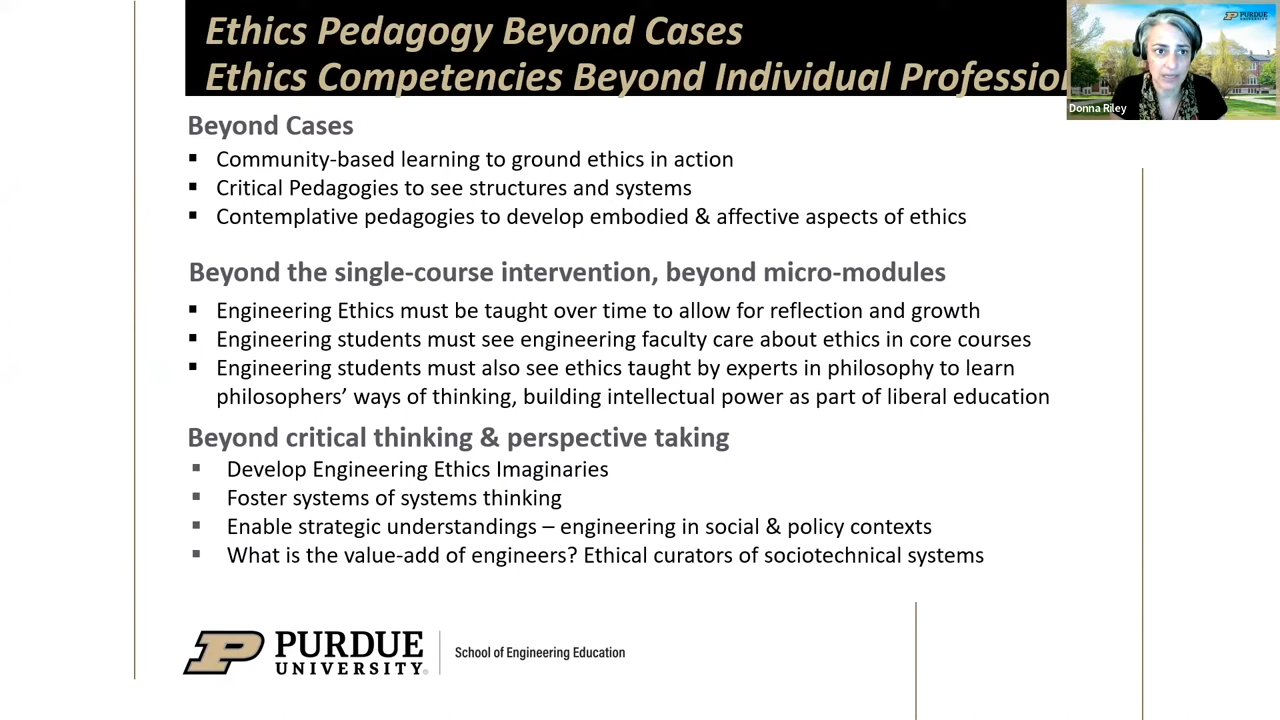 Ethics Pedagogy Beyond Cases
Ethics Competencies Beyond Individual Professio
PURDUE
UNIVERSITY
Donna Riley
Beyond Cases
▪ Community-based learning to ground ethics in action
▪ Critical Pedagogies to see structures and systems
▪ Contemplative pedagogies to develop embodied & affective aspects of ethics
Beyond the single-course intervention, beyond micro-modules
▪ Engineering Ethics must be taught over time to allow for reflection and growth
▪ Engineering students must see engineering faculty care about ethics in core courses
▪ Engineering students must also see ethics taught by experts in philosophy to learn
philosophers’ ways of thinking, building intellectual power as part of liberal education
Beyond critical thinking & perspective taking
▪ Develop Engineering Ethics Imaginaries
▪ Foster systems of systems thinking
▪ Enable strategic understandings – engineering in social & policy contexts
▪ What is the value-add of engineers? Ethical curators of sociotechnical systems
P PURDUE
UNIVERSITY®
School of Engineering Education